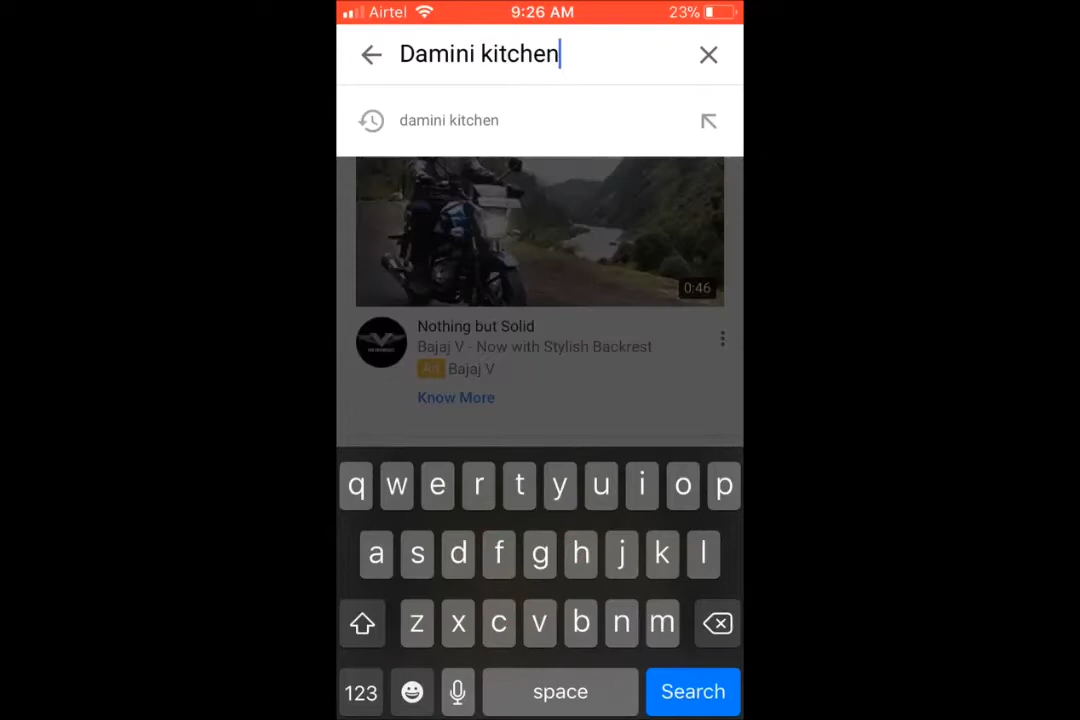 Airtel 9:26 AM 23%
Damini kitchen
damini kitchen
0:46
Nothing but Solid
Bajaj V - Now with Stylish Backrest
Ad Bajaj V
Know More
q w e r t y u i o p
a s d f g h j k l
z x c v b n m
123 space Search